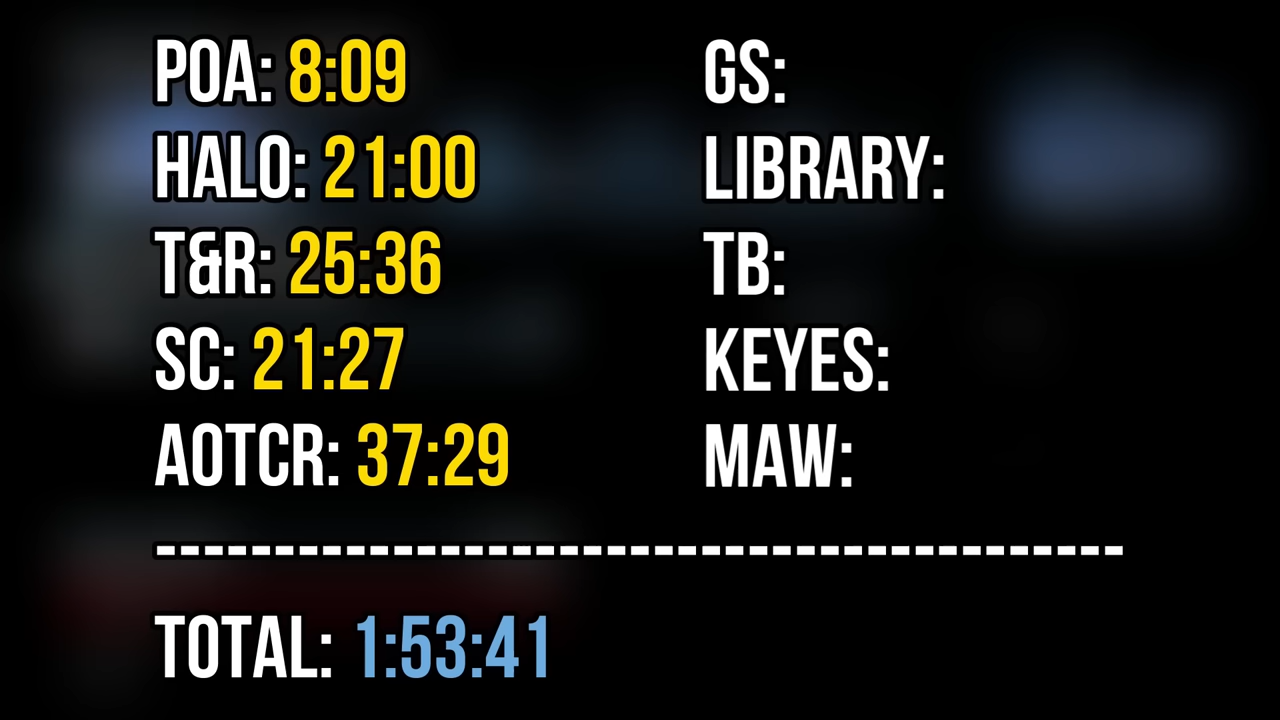 POA: 8:09
HALO: 21:00
T&R: 25:36
SC: 21:27
AOTCR: 37:29
GS:
LIBRARY:
TB:
KEYES:
MAW:
-----------------------------------------
TOTAL: 1:53:41